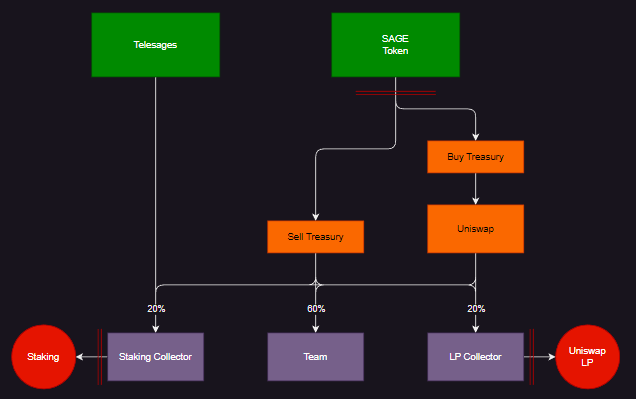 Telesages
SAGE
Token
Buy Treasury
Sell Treasury
Uniswap
20%
60%
20%
Staking
Staking Collector
Team
LP Collector
Uniswap
LP